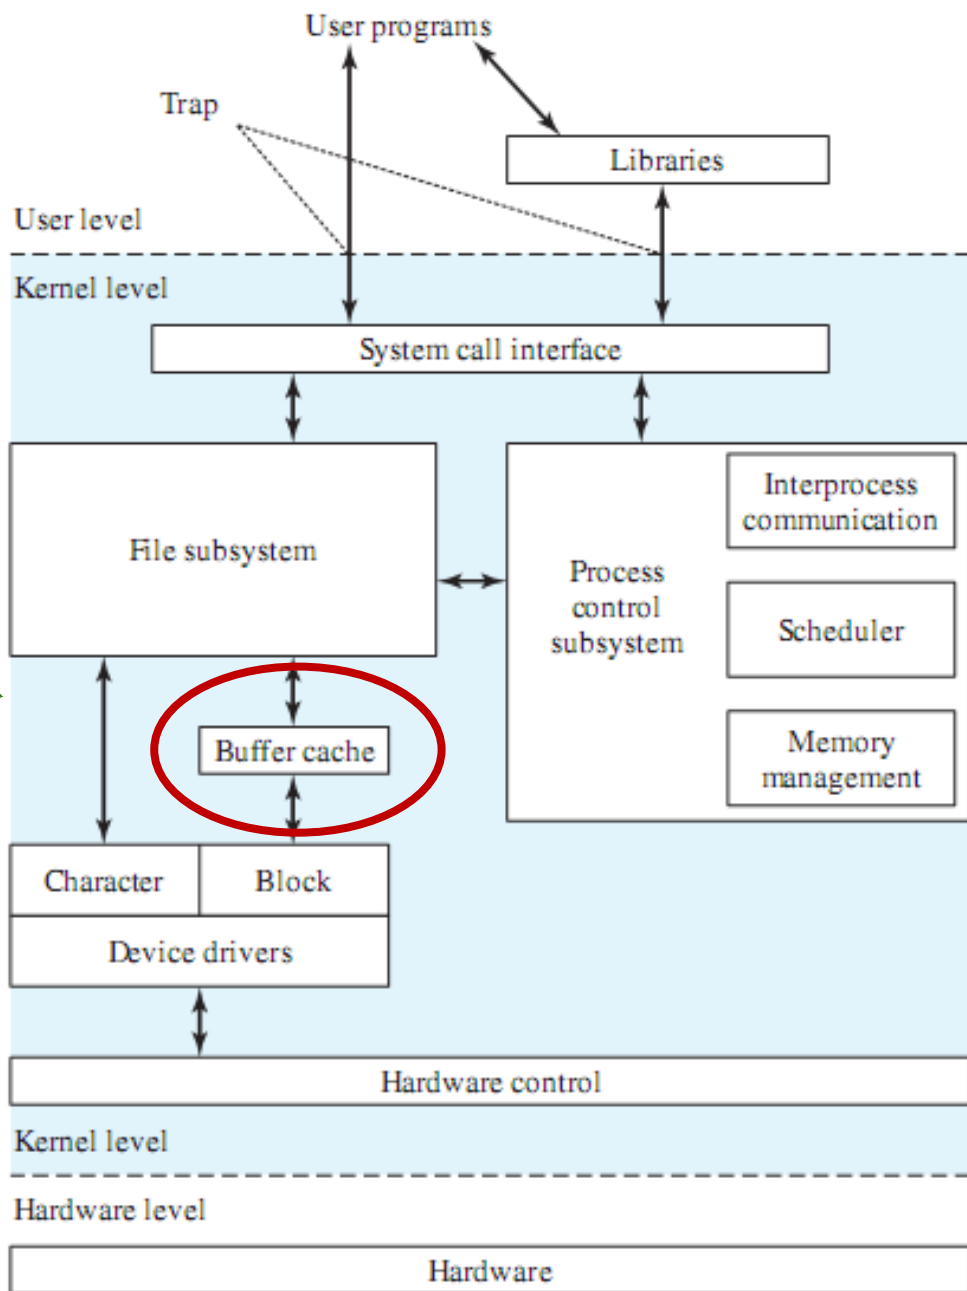 User programs
Trap
Libraries
User level
Kernel level
System call interface
File subsystem
Process
control
subsystem
Interprocess
communication
Scheduler
Memory
management
Buffer cache
Character
Block
Device drivers
Hardware control
Kernel level
Hardware level
Hardware